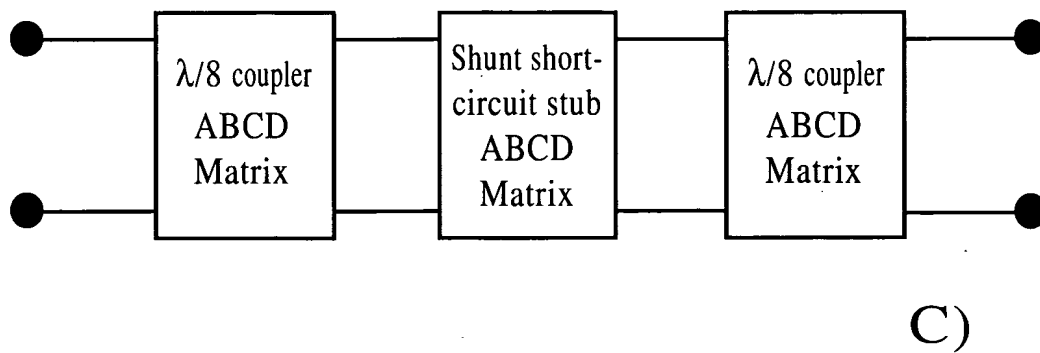 λ/8 coupler
ABCD
Matrix
Shunt short-
circuit stub
ABCD
Matrix
λ/8 coupler
ABCD
Matrix
C)